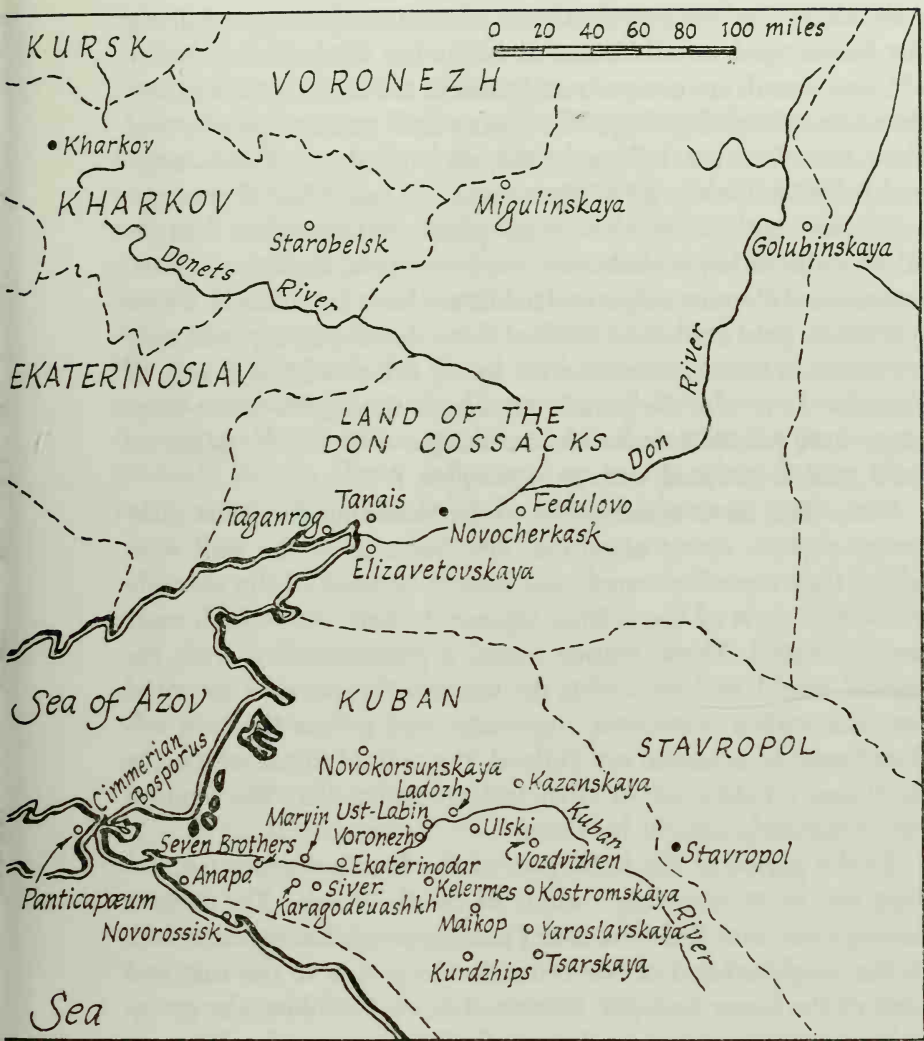 0 20 40 60 80 100 miles
KURSK
VORONEZH
Kharkov
KHARKOV
Migulinskaya
Starobelsk
Golubinskaya
Donets
River
EKATERINOSLAV
River
Don
LAND OF THE
DON COSSACKS
Tanais
Fedulovo
Taganrog
Novocherkask
Elizavetovskaya
Sea of Azov
KUBAN
STAVROPOL
Cimmerian
Bosporus
Novokorsunskaya
Kazanskaya
Ladozh
Maryin
Ust-Labin
Kuban
Voronezh
Ulski
Seven Brothers
Vozdvizhen
Stavropol
Ekaterinodar
Anapa
Siver.
Kelermes
Kostromskaya
Panticapæum
Karagodeuashkh
River
Maikop
Yaroslavskaya
Novorossisk
Kurdzhips
Tsarskaya
Sea